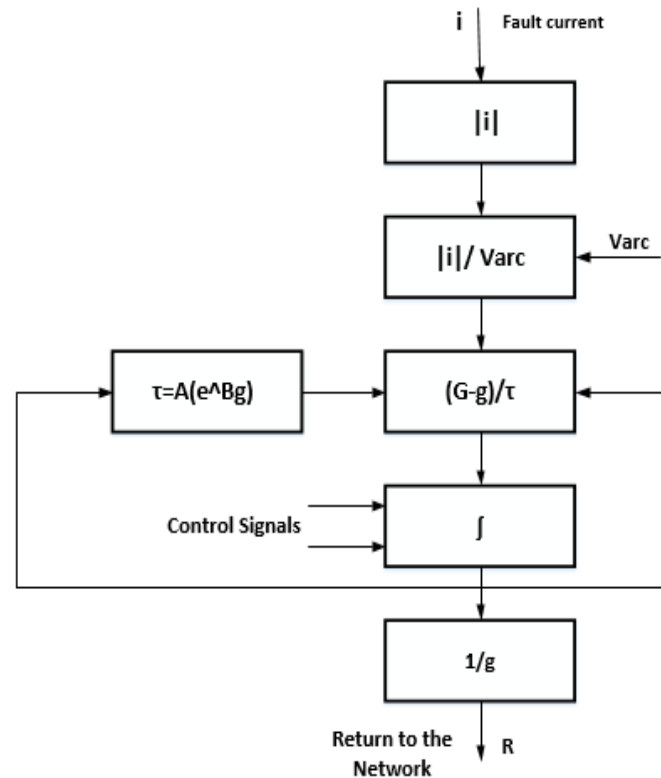 i Fault current
|i|
|i|/ Varc
Varc
τ=A(e^Bg)
(G-g)/τ
Control Signals
∫
1/g
Return to the
Network
R